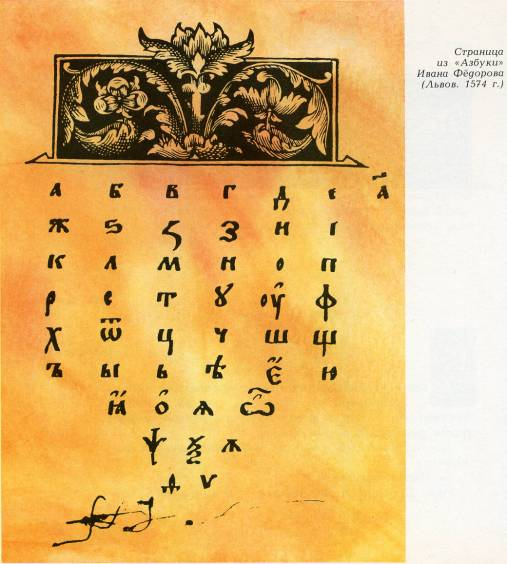 Страница
из «Азбуки»
Ивана Фёдорова
(Львов. 1574 г.)
а б в г д є а҃
ж ѕ ꙁ з и і
к л м н о п
р с т ꙋ оу ф
х ѿ ц ч ш щ
ъ ы ь ѣ є ю
ꙗ о ѧ ѡ
ѱ ѯ ѧ
ѳ ѵ